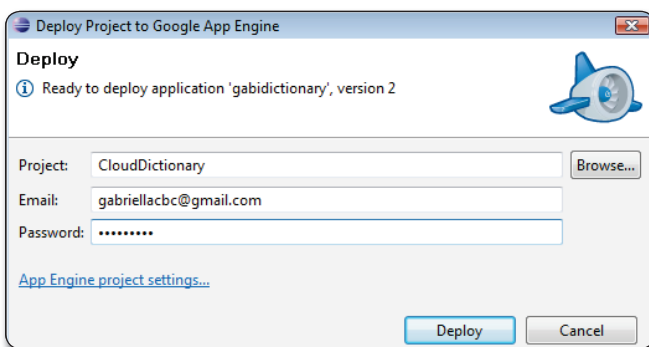 Deploy Project to Google App Engine
Deploy
Ready to deploy application 'gabidictionary', version 2
Project: CloudDictionary Browse...
Email: gabriellacbc@gmail.com
Password: •••••••••
App Engine project settings...
Deploy Cancel